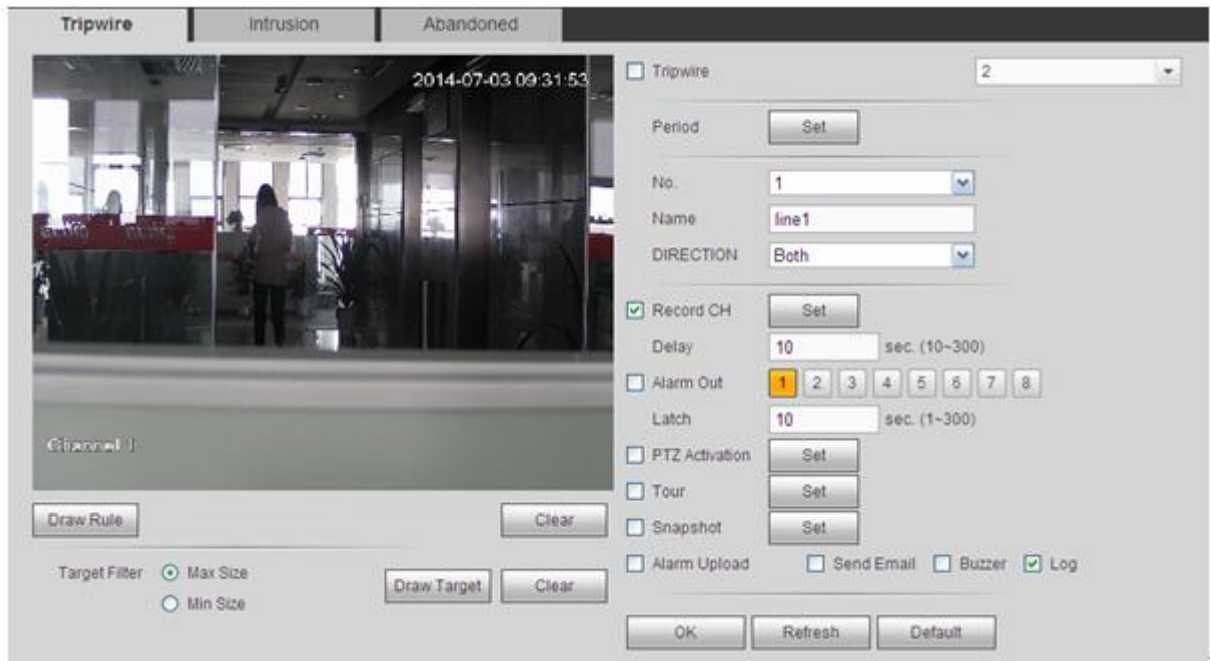 Tripwire
Intrusion
Abandoned
2014-07-03 09:31:53
Channel 1
Draw Rule
Clear
Target Filter
Max Size
Min Size
Draw Target
Clear
Tripwire
2
Period
Set
No.
1
Name
line1
DIRECTION
Both
Record CH
Set
Delay
10
sec. (10~300)
Alarm Out
1 2 3 4 5 6 7 8
Latch
10
sec. (1~300)
PTZ Activation
Set
Tour
Set
Snapshot
Set
Alarm Upload
Send Email
Buzzer
Log
OK
Refresh
Default